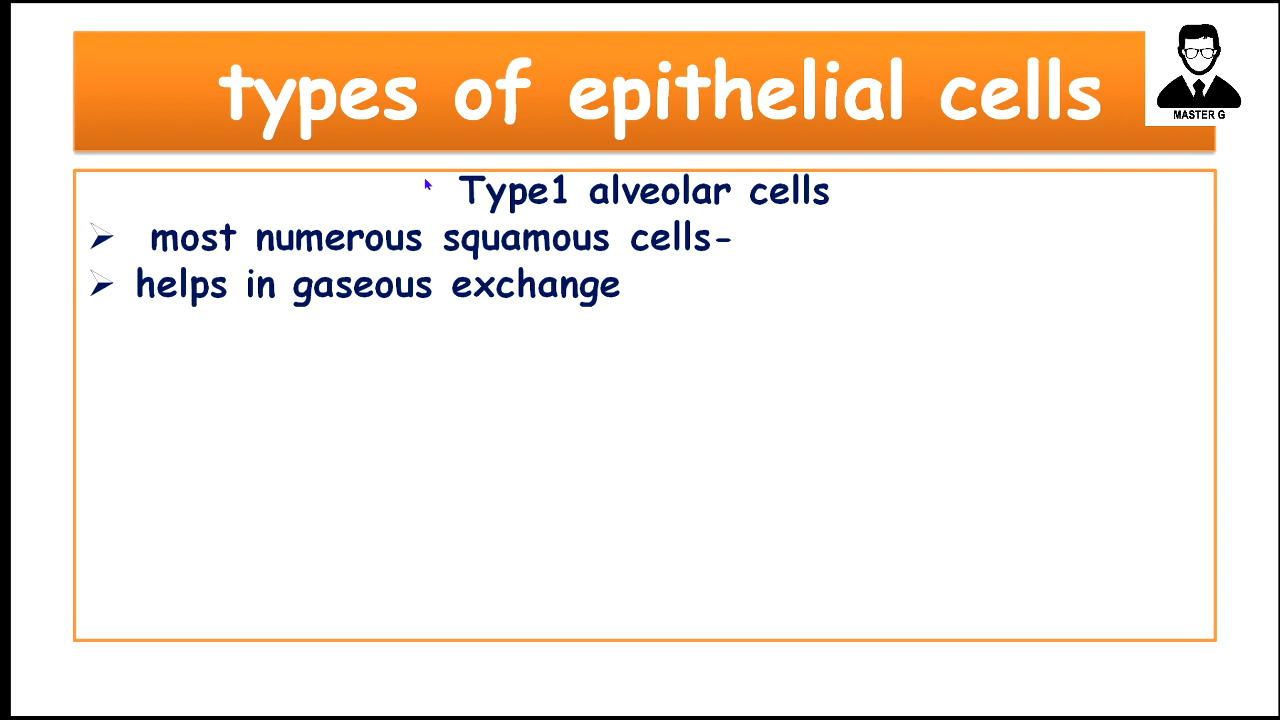 types of epithelial cells
MASTER G
Type1 alveolar cells
most numerous squamous cells-
helps in gaseous exchange